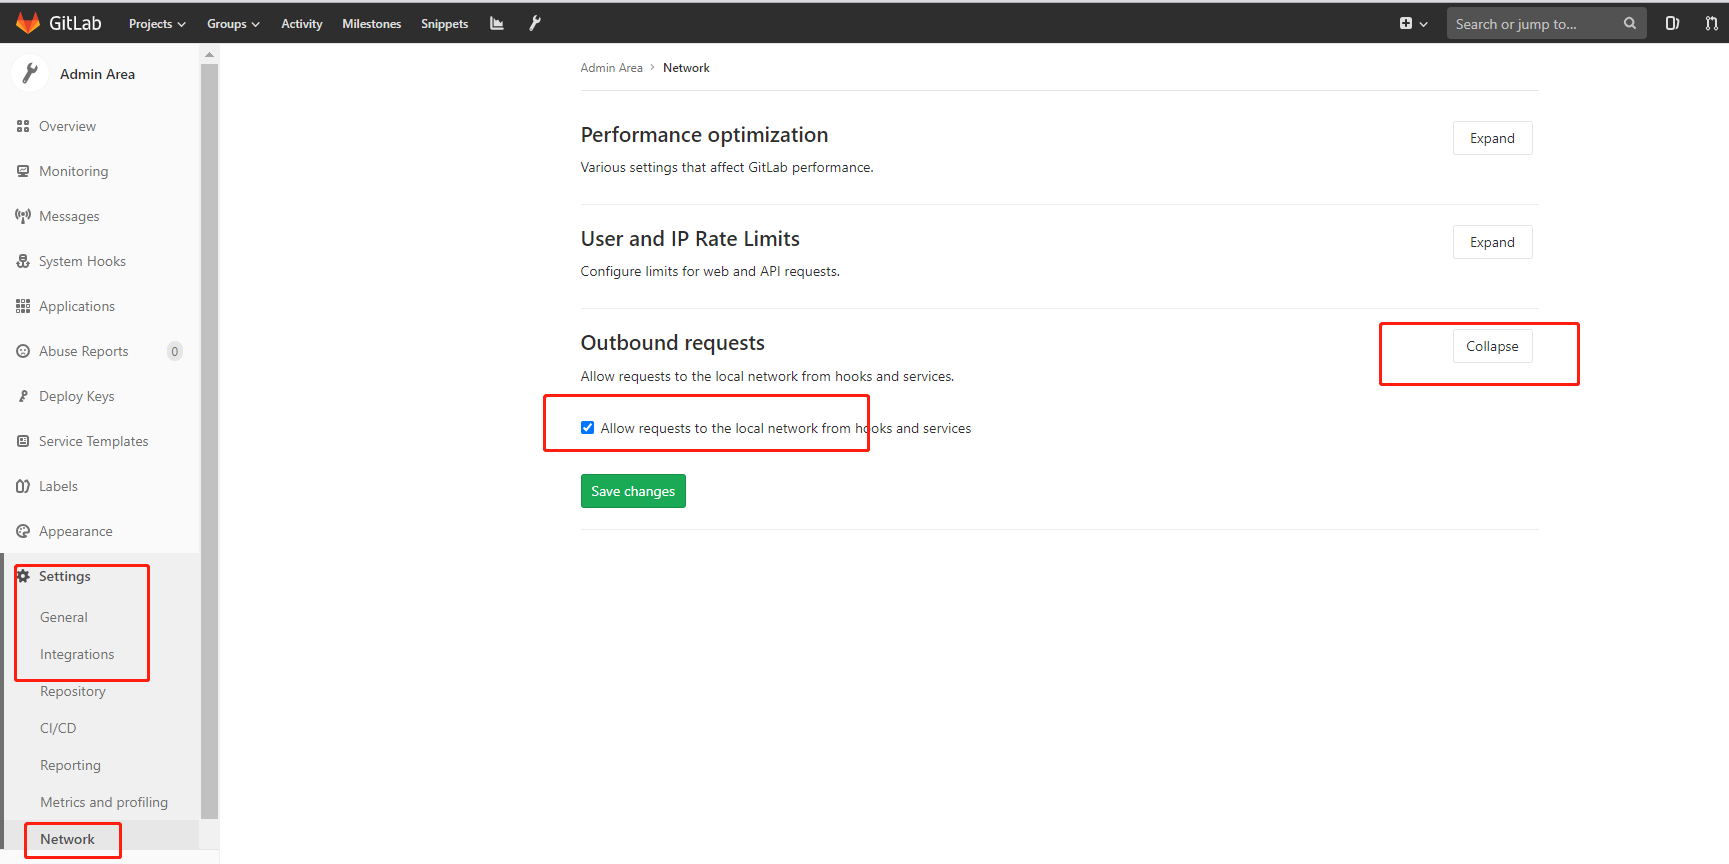 GitLab Projects Groups Activity Milestones Snippets Search or jump to...
Admin Area
Overview
Monitoring
Messages
System Hooks
Applications
Abuse Reports 0
Deploy Keys
Service Templates
Labels
Appearance
Settings
General
Integrations
Repository
CI/CD
Reporting
Metrics and profiling
Network
Admin Area › Network
Performance optimization
Expand
Various settings that affect GitLab performance.
User and IP Rate Limits
Expand
Configure limits for web and API requests.
Outbound requests
Collapse
Allow requests to the local network from hooks and services.
Allow requests to the local network from hooks and services
Save changes